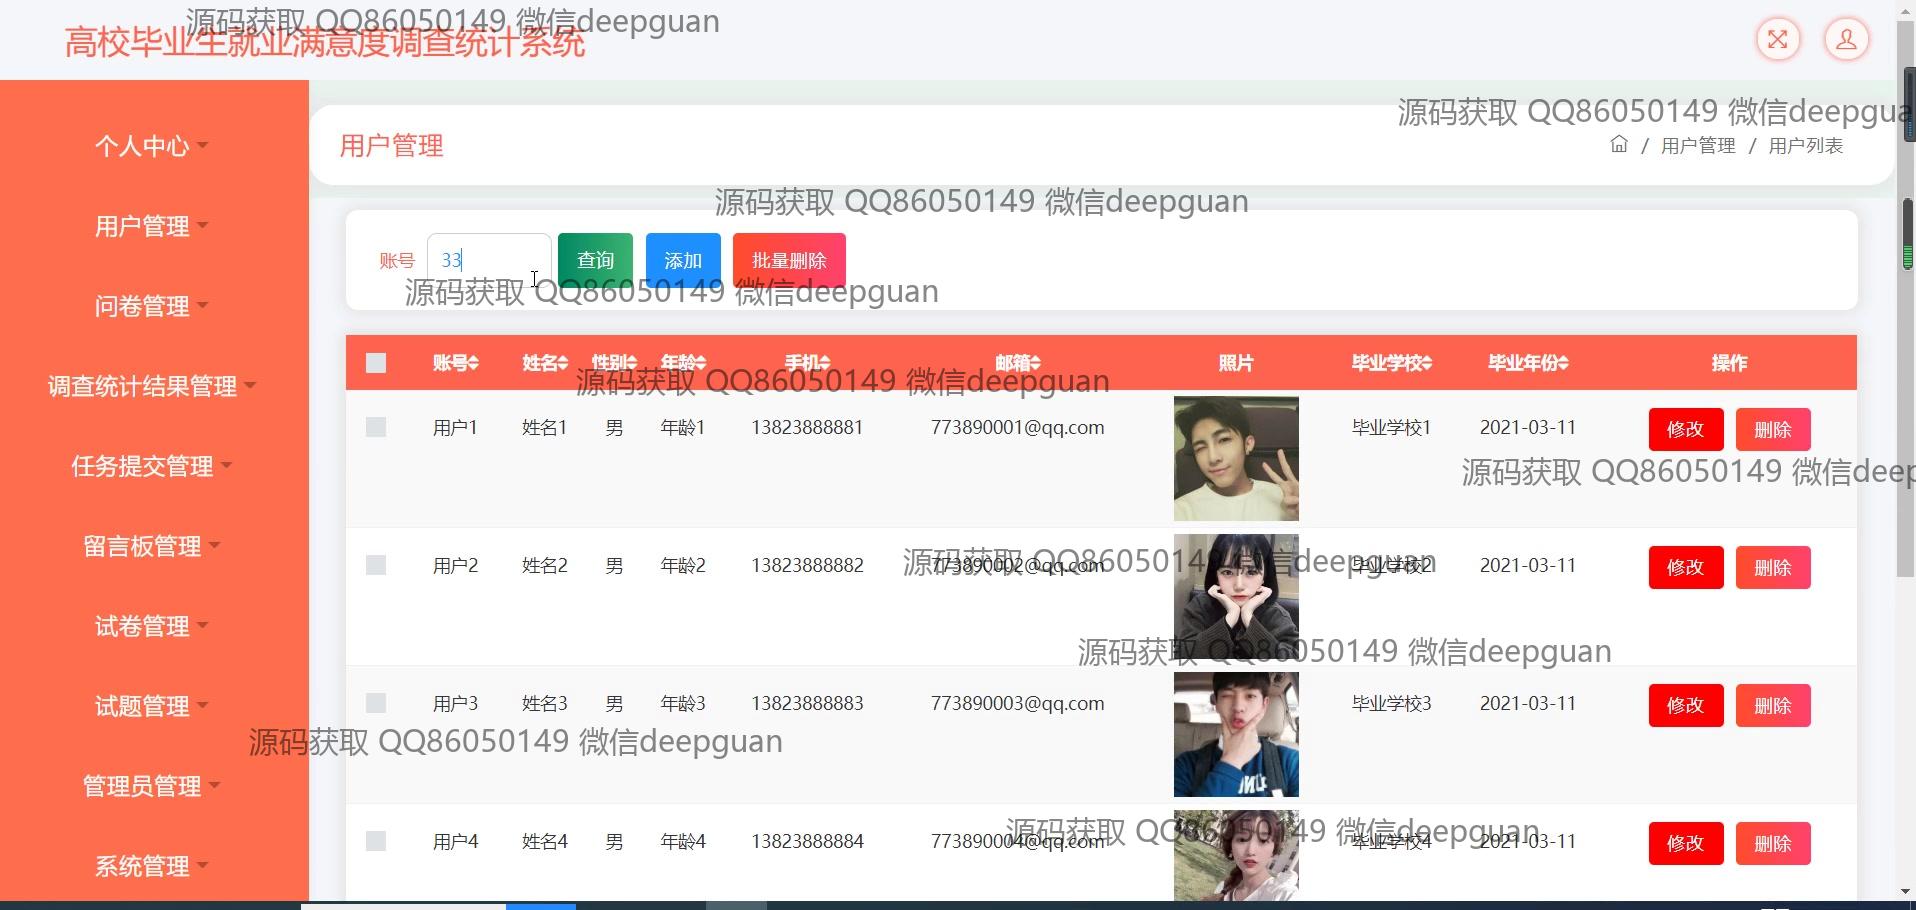 源码获取 QQ86050149 微信deepguan
高校毕业生就业满意度调查统计系统
源码获取 QQ86050149 微信deepgua
个人中心
用户管理
/ 用户管理 / 用户列表
源码获取 QQ86050149 微信deepguan
用户管理
账号 33 查询 添加 批量删除
源码获取 QQ86050149 微信deepguan
问卷管理
账号 姓名 性别 年龄 手机 邮箱 照片 毕业学校 毕业年份 操作
源码获取 QQ86050149 微信deepguan
调查统计结果管理
用户1 姓名1 男 年龄1 13823888881 773890001@qq.com 毕业学校1 2021-03-11 修改 删除
任务提交管理
源码获取 QQ86050149 微信deep
留言板管理
源码获取 QQ86050149 微信deepguan
用户2 姓名2 男 年龄2 13823888882 773890002@qq.com 毕业学校2 2021-03-11 修改 删除
试卷管理
源码获取 QQ86050149 微信deepguan
试题管理
用户3 姓名3 男 年龄3 13823888883 773890003@qq.com 毕业学校3 2021-03-11 修改 删除
源码获取 QQ86050149 微信deepguan
管理员管理
源码获取 QQ86050149 微信deepguan
用户4 姓名4 男 年龄4 13823888884 773890004@qq.com 毕业学校4 2021-03-11 修改 删除
系统管理